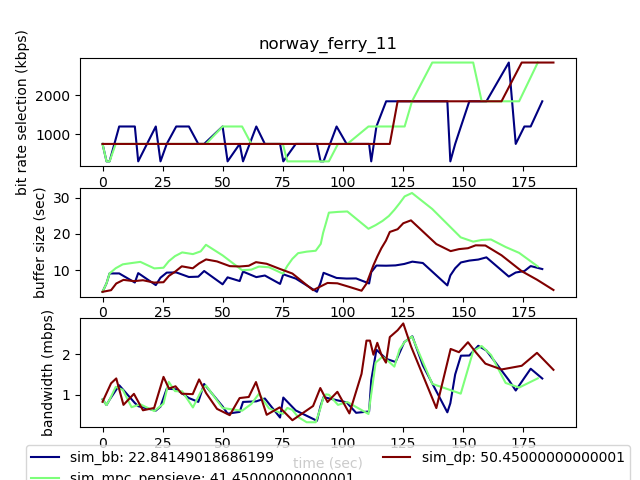 norway_ferry_11
bit rate selection (kbps)
2000
1000
0 25 50 75 100 125 150 175
buffer size (sec)
30
20
10
0 25 50 75 100 125 150 175
bandwidth (mbps)
2
1
0 25 50 75 100 125 150 175
time (sec)
sim_bb: 22.84149018686199
sim_dp: 50.45000000000001
sim_mpc_pensieve: 41.45000000000001